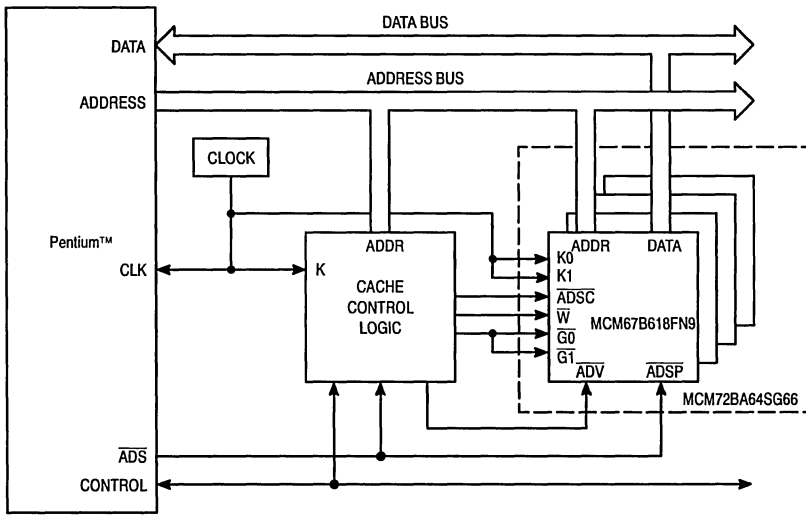 DATA BUS
DATA
ADDRESS BUS
ADDRESS
CLOCK
Pentium™
ADDR
ADDR DATA
CLK
K
K0
K1
CACHE
CONTROL
LOGIC
ADSC
W
MCM67B618FN9
G0
G1
ADV
ADSP
MCM72BA64SG66
ADS
CONTROL